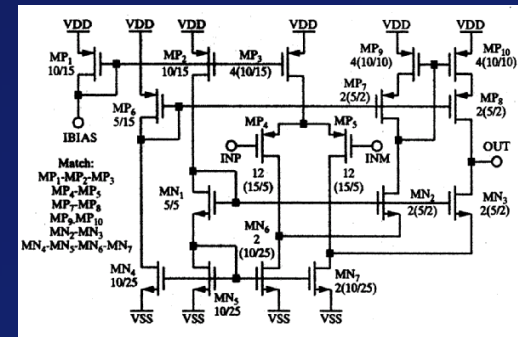 VDD
VDD
VDD
VDD
VDD
VDD
MP1
10/15
MP2
10/15
MP3
4(10/15)
MP9
4(10/10)
MP10
4(10/10)
MP6
5/15
MP7
2(5/2)
MP8
2(5/2)
IBIAS
MP4
MP5
INP
INM
OUT
12
(15/5)
12
(15/5)
Match:
MP1-MP2-MP3
MP4-MP5
MP7-MP8
MP9.MP10
MN2-MN3
MN4-MN5-MN6-MN7
MN1
5/5
MN2
2(5/2)
MN3
2(5/2)
MN6
2
(10/25)
MN4
10/25
MN5
10/25
MN7
2(10/25)
VSS
VSS
VSS
VSS